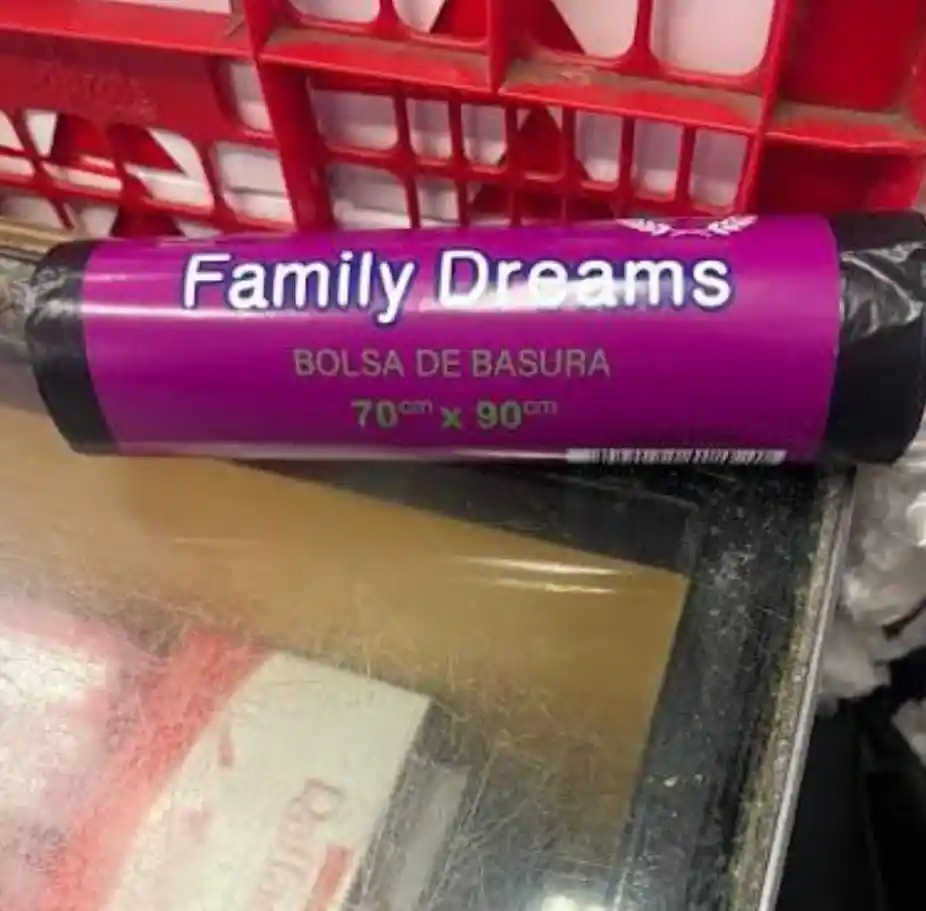 Family Dreams
BOLSA DE BASURA
70cm x 90cm